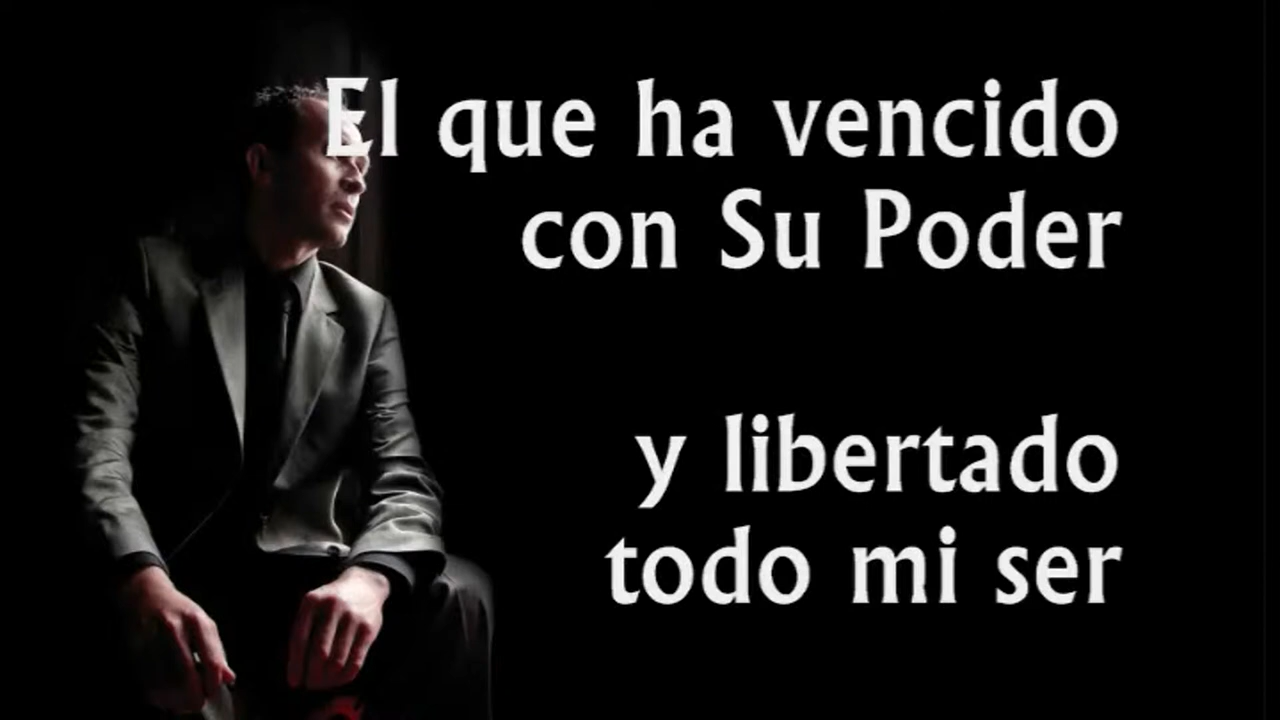 El que ha vencido
con Su Poder
y libertado
todo mi ser